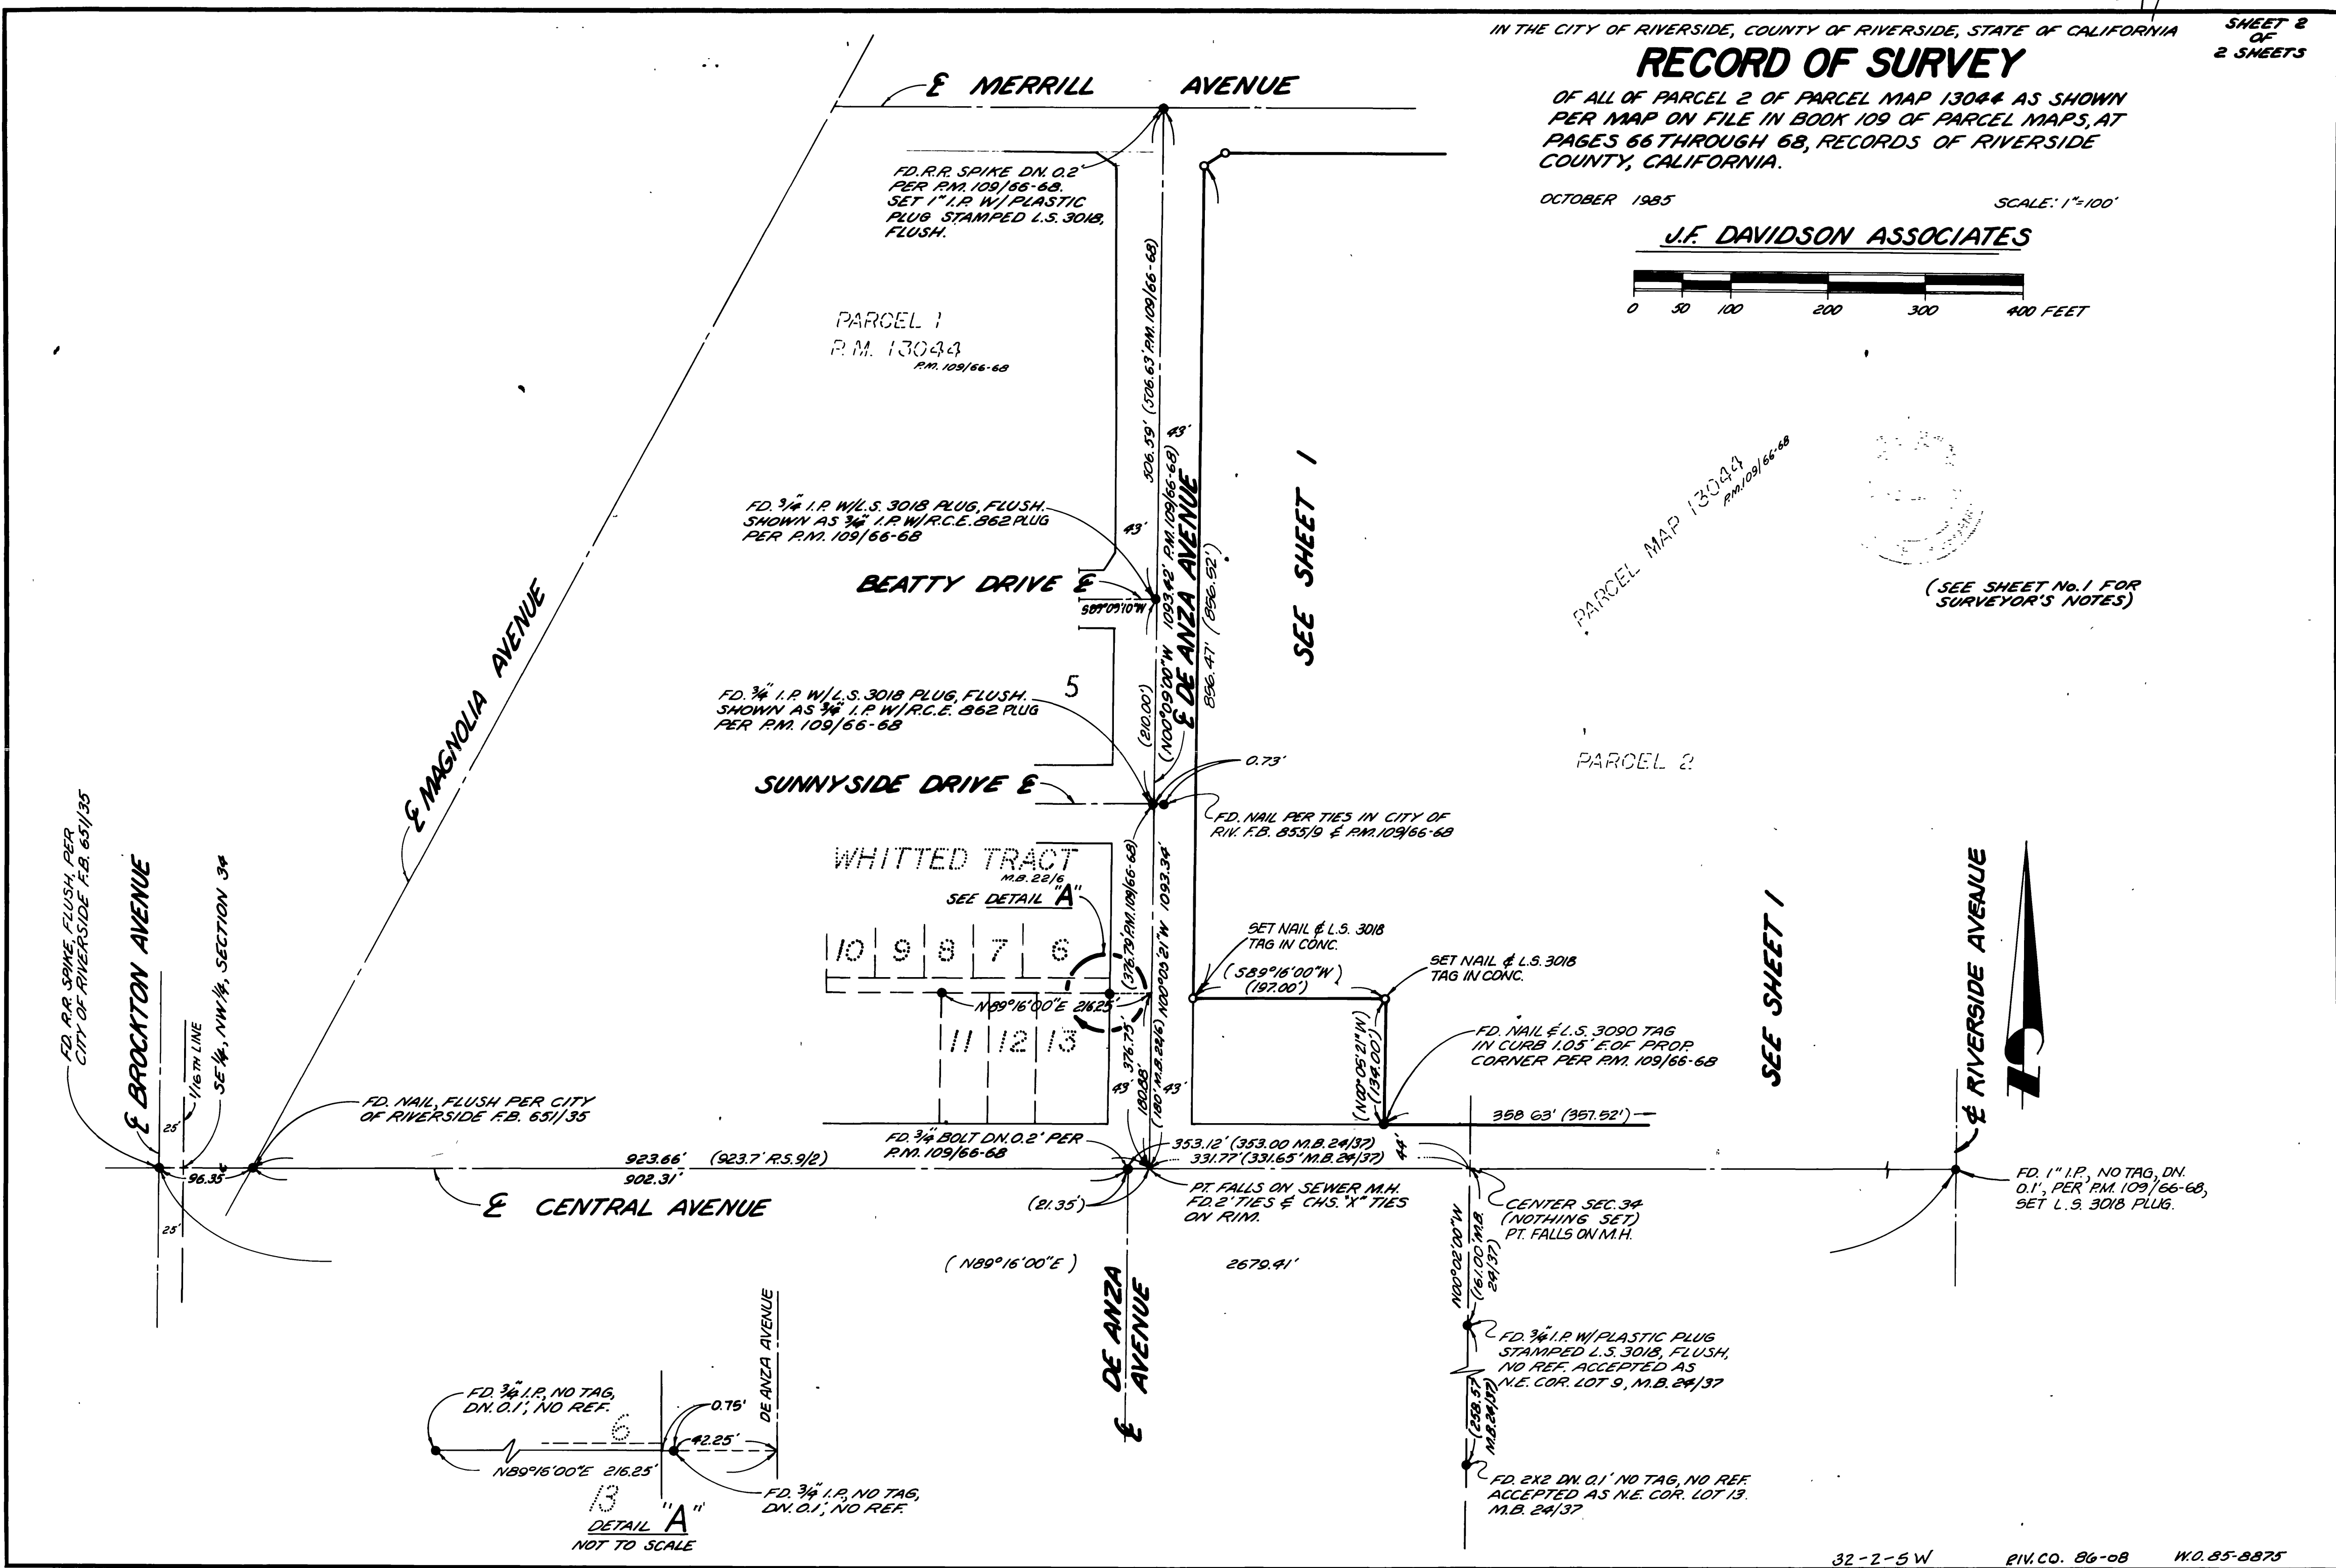 IN THE CITY OF RIVERSIDE, COUNTY OF RIVERSIDE, STATE OF CALIFORNIA
SHEET 2
OF
2 SHEETS
RECORD OF SURVEY
OF ALL OF PARCEL 2 OF PARCEL MAP 13044 AS SHOWN
PER MAP ON FILE IN BOOK 109 OF PARCEL MAPS, AT
PAGES 66 THROUGH 68, RECORDS OF RIVERSIDE
COUNTY, CALIFORNIA.
OCTOBER 1985
SCALE: 1"=100'
J.F. DAVIDSON ASSOCIATES
0 50 100 200 300 400 FEET
℄ MERRILL AVENUE
FD. R.R. SPIKE DN. 0.2'
PER P.M. 109/66-68.
SET 1" I.P. W/ PLASTIC
PLUG STAMPED L.S. 3018,
FLUSH.
PARCEL 1
P.M. 13044
P.M. 109/66-68
506.59' (506.63' P.M. 109/66-68)
43'
43'
(N00°09'00"W 1093.42' P.M. 109/66-68)
℄ DE ANZA AVENUE
856.47' (856.52')
SEE SHEET 1
PARCEL MAP 13044
P.M. 109/66-68
(SEE SHEET No. 1 FOR
SURVEYOR'S NOTES)
FD. 3/4" I.P. W/L.S. 3018 PLUG, FLUSH.
SHOWN AS 3/4" I.P. W/R.C.E. 862 PLUG
PER P.M. 109/66-68
BEATTY DRIVE ℄
S89°09'10"W
℄ MAGNOLIA AVENUE
FD. 3/4" I.P. W/L.S. 3018 PLUG, FLUSH.
SHOWN AS 3/4" I.P. W/R.C.E. 862 PLUG
PER P.M. 109/66-68
5
(210.00')
SUNNYSIDE DRIVE ℄
0.73'
FD. NAIL PER TIES IN CITY OF
RIV. F.B. 855/9 & P.M. 109/66-68
PARCEL 2
WHITTED TRACT
M.B. 22/6
SEE DETAIL "A"
10 9 8 7 6
N89°16'00"E 216.25'
11 12 13
376.75' (376.79' P.M. 109/66-68)
N00°05'21"W 1093.34'
180.88'
(180' M.B. 22/6)
43'
43'
SET NAIL & L.S. 3018
TAG IN CONC.
(S89°16'00"W)
(197.00')
SET NAIL & L.S. 3018
TAG IN CONC.
(N00°05'21"W)
(134.00')
FD. NAIL & L.S. 3090 TAG
IN CURB 1.05' E. OF PROP.
CORNER PER P.M. 109/66-68
SEE SHEET 1
℄ RIVERSIDE AVENUE
FD. R.R. SPIKE, FLUSH, PER
CITY OF RIVERSIDE F.B. 651/35
℄ BROCKTON AVENUE
1/16TH LINE
SE 1/4, NW 1/4, SECTION 34
25'
25'
96.35'
FD. NAIL, FLUSH PER CITY
OF RIVERSIDE F.B. 651/35
923.66' (923.7' R.S. 9/2)
902.31'
℄ CENTRAL AVENUE
FD. 3/4" BOLT DN. 0.2' PER
P.M. 109/66-68
353.12' (353.00 M.B. 24/37)
331.77' (331.65' M.B. 24/37)
44'
358.63' (357.52')
(21.35')
PT. FALLS ON SEWER M.H.
FD. 2' TIES & CHS. "X" TIES
ON RIM.
CENTER SEC. 34
(NOTHING SET)
PT. FALLS ON M.H.
FD. 1" I.P., NO TAG, DN.
0.1', PER P.M. 109/66-68,
SET L.S. 3018 PLUG.
(N89°16'00"E) 2679.41'
℄ DE ANZA
AVENUE
N00°02'00"W
(161.00' M.B.
24/37)
FD. 3/4" I.P. W/PLASTIC PLUG
STAMPED L.S. 3018, FLUSH,
NO REF. ACCEPTED AS
N.E. COR. LOT 9, M.B. 24/37
(258.57'
M.B. 24/37)
FD. 2X2 DN. 0.1' NO TAG, NO REF.
ACCEPTED AS N.E. COR. LOT 13.
M.B. 24/37
FD. 3/4" I.P., NO TAG,
DN. 0.1', NO REF.
6
0.75'
DE ANZA AVENUE
42.25'
N89°16'00"E 216.25'
13
FD. 3/4" I.P., NO TAG,
DN. 0.1', NO REF.
DETAIL "A"
NOT TO SCALE
32-2-5W
RIV. CO. 86-08
W.O. 85-8875